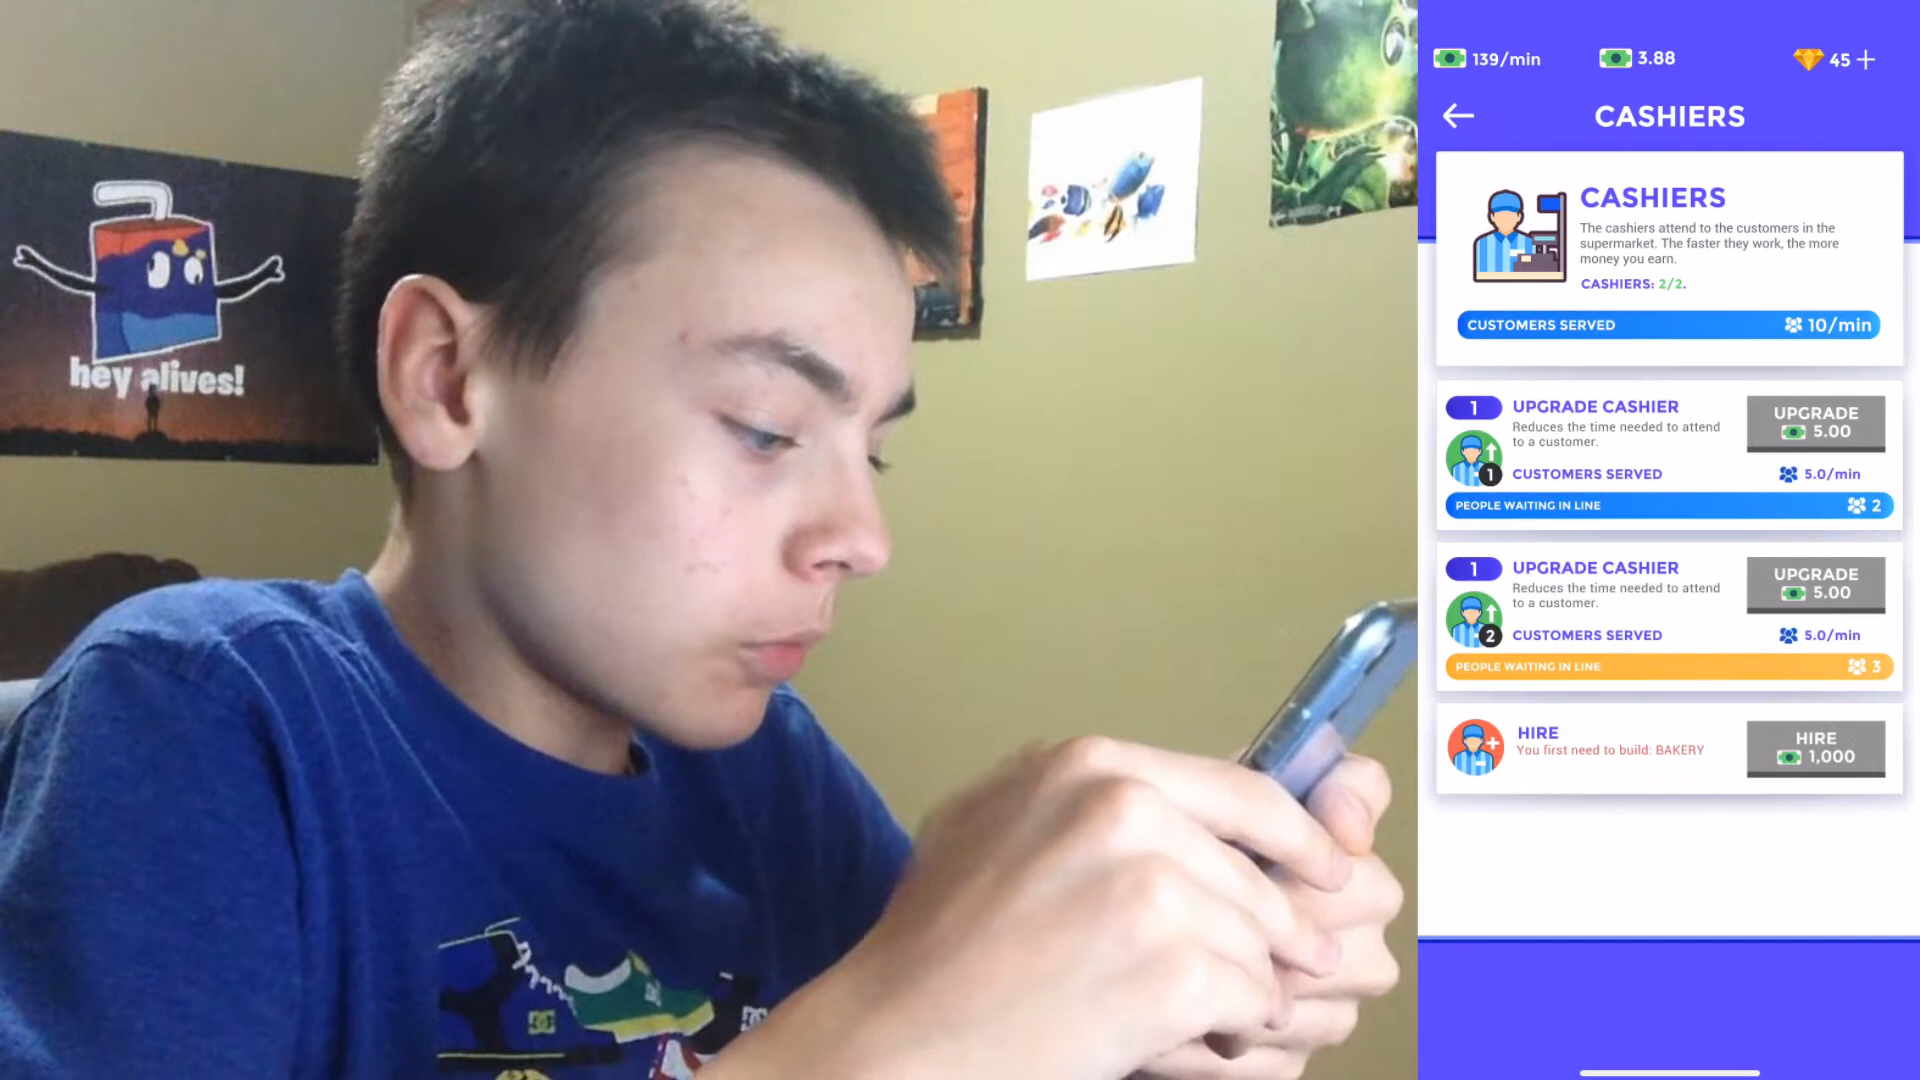 hey alives!
139/min
3.88
45
CASHIERS
CASHIERS
The cashiers attend to the customers in the
supermarket. The faster they work, the more
money you earn.
CASHIERS: 2/2.
CUSTOMERS SERVED
10/min
1
UPGRADE CASHIER
Reduces the time needed to attend
to a customer.
UPGRADE
5.00
1
CUSTOMERS SERVED
5.0/min
PEOPLE WAITING IN LINE
2
1
UPGRADE CASHIER
Reduces the time needed to attend
to a customer.
UPGRADE
5.00
2
CUSTOMERS SERVED
5.0/min
PEOPLE WAITING IN LINE
3
HIRE
You first need to build: BAKERY
HIRE
1,000